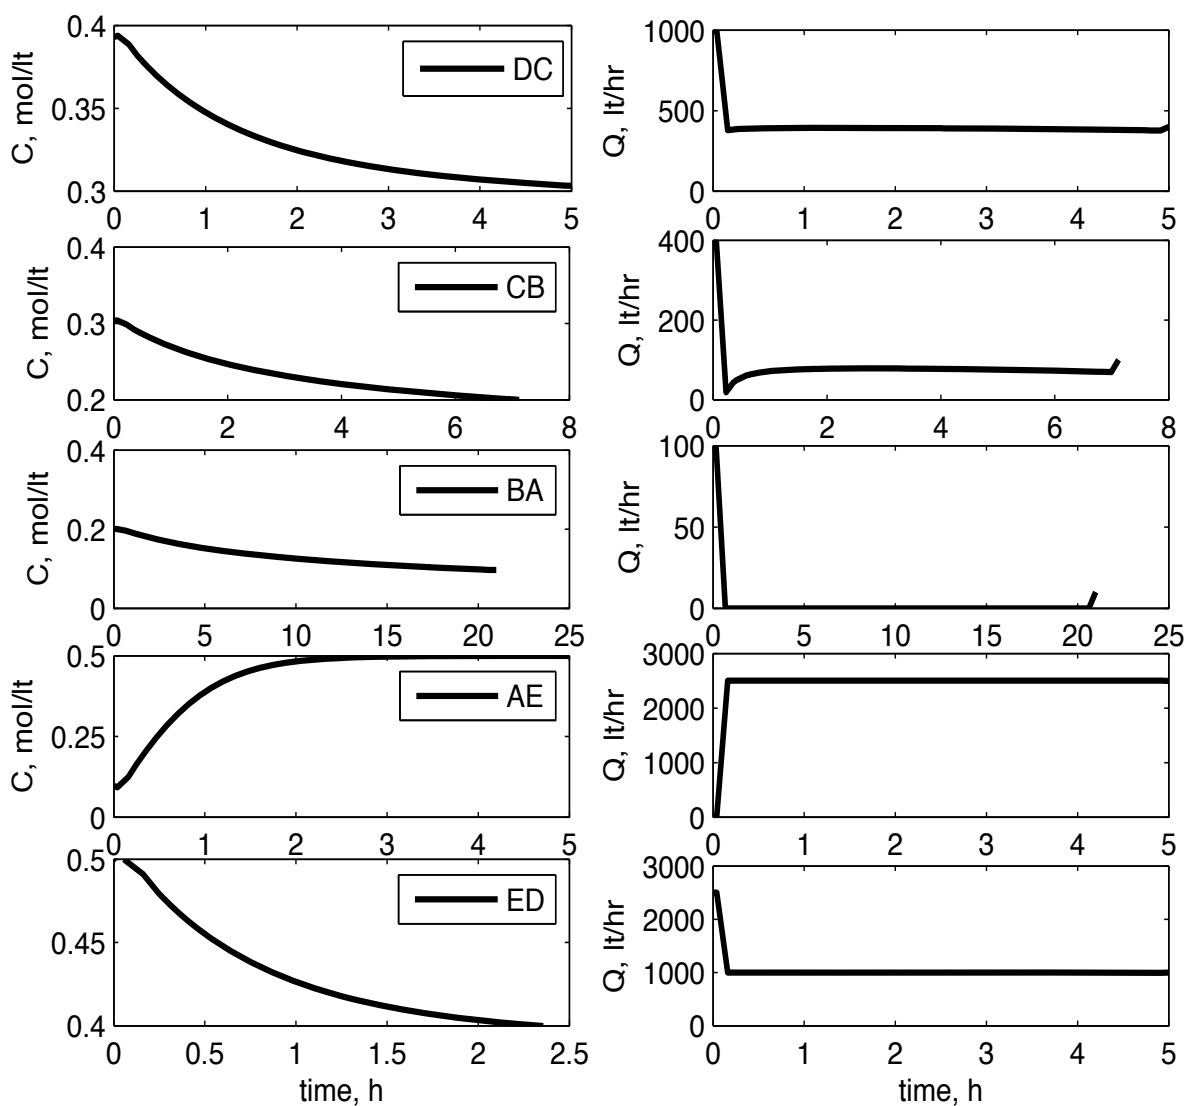 C, mol/lt
0.4
0.35
0.3
DC
0 1 2 3 4 5
Q, lt/hr
1000
500
0
0 1 2 3 4 5
C, mol/lt
0.4
0.3
0.2
CB
0 2 4 6 8
Q, lt/hr
400
200
0
0 2 4 6 8
C, mol/lt
0.4
0.2
0
BA
0 5 10 15 20 25
Q, lt/hr
100
50
0
0 5 10 15 20 25
C, mol/lt
0.5
0.25
0
AE
0 1 2 3 4 5
Q, lt/hr
3000
2000
1000
0
0 1 2 3 4 5
0.5
0.45
0.4
ED
0 0.5 1 1.5 2 2.5
time, h
Q, lt/hr
3000
2000
1000
0
0 1 2 3 4 5
time, h